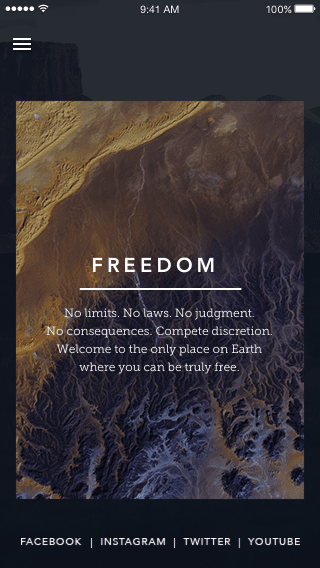 9:41 AM 100%
FREEDOM
No limits. No laws. No judgment.
No consequences. Compete discretion.
Welcome to the only place on Earth
where you can be truly free.
FACEBOOK | INSTAGRAM | TWITTER | YOUTUBE